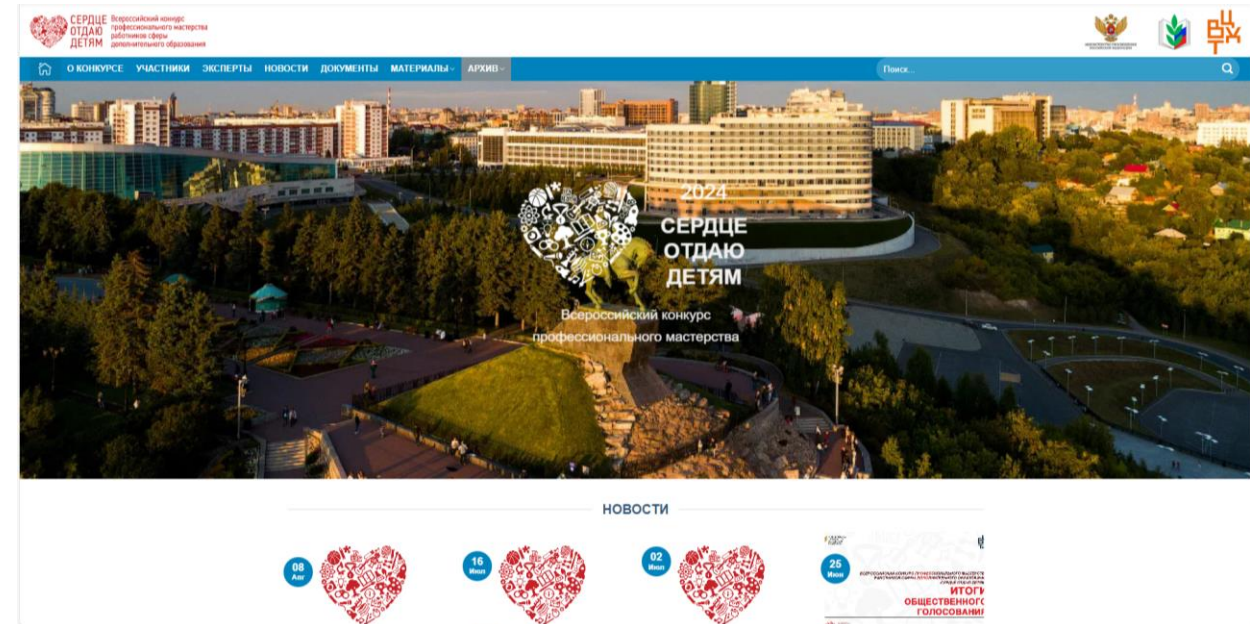 СЕРДЦЕ
ОТДАЮ
ДЕТЯМ
Всероссийский конкурс
профессионального мастерства
работников сферы
дополнительного образования
О КОНКУРСЕ УЧАСТНИКИ ЭКСПЕРТЫ НОВОСТИ ДОКУМЕНТЫ МАТЕРИАЛЫ АРХИВ
Поиск...
2024
СЕРДЦЕ
ОТДАЮ
ДЕТЯМ
Всероссийский конкурс
профессионального мастерства
НОВОСТИ
08
Авг
16
Июл
02
Июл
25
Июн
ИТОГИ
ОБЩЕСТВЕННОГО
ГОЛОСОВАНИЯ